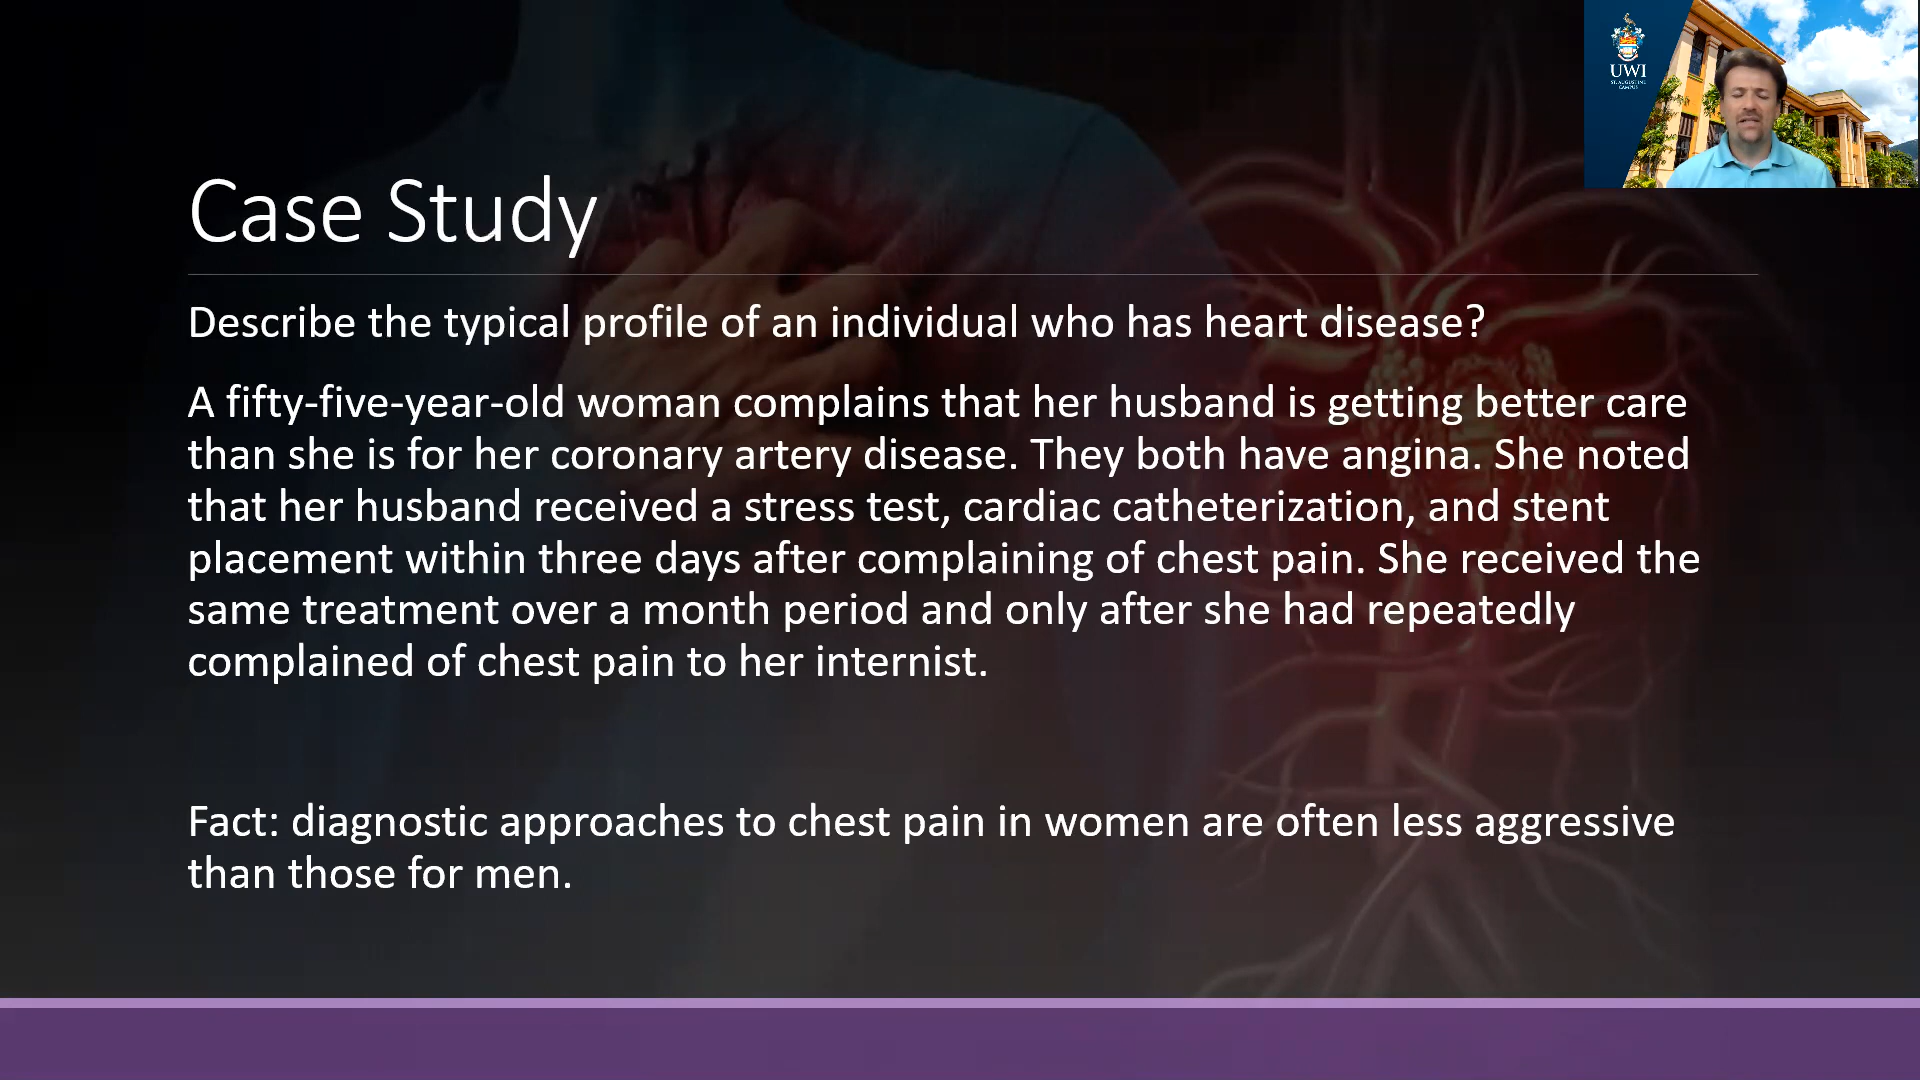 UWI
ST. AUGUSTINE
CAMPUS
Case Study
Describe the typical profile of an individual who has heart disease?
A fifty-five-year-old woman complains that her husband is getting better care
than she is for her coronary artery disease. They both have angina. She noted
that her husband received a stress test, cardiac catheterization, and stent
placement within three days after complaining of chest pain. She received the
same treatment over a month period and only after she had repeatedly
complained of chest pain to her internist.
Fact: diagnostic approaches to chest pain in women are often less aggressive
than those for men.